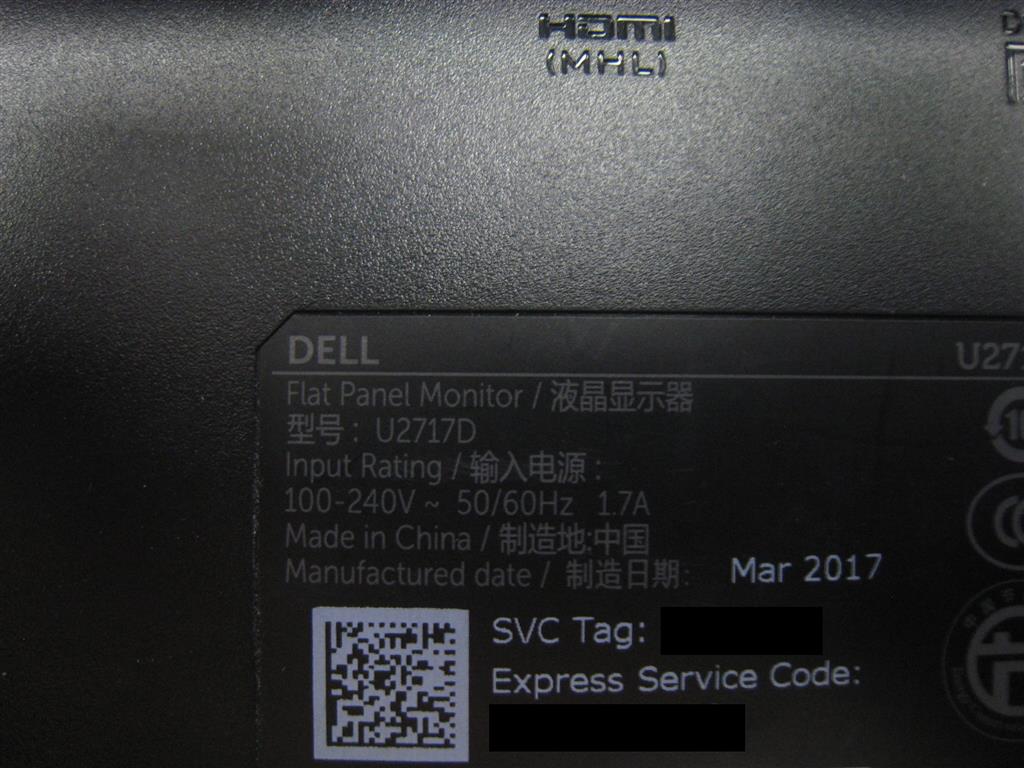 HDMI
(MHL)
DELL
Flat Panel Monitor / 液晶显示器
型号: U2717D
Input Rating / 输入电源:
100-240V ~ 50/60Hz 1.7A
Made in China / 制造地:中国
Manufactured date / 制造日期: Mar 2017
SVC Tag:
Express Service Code: